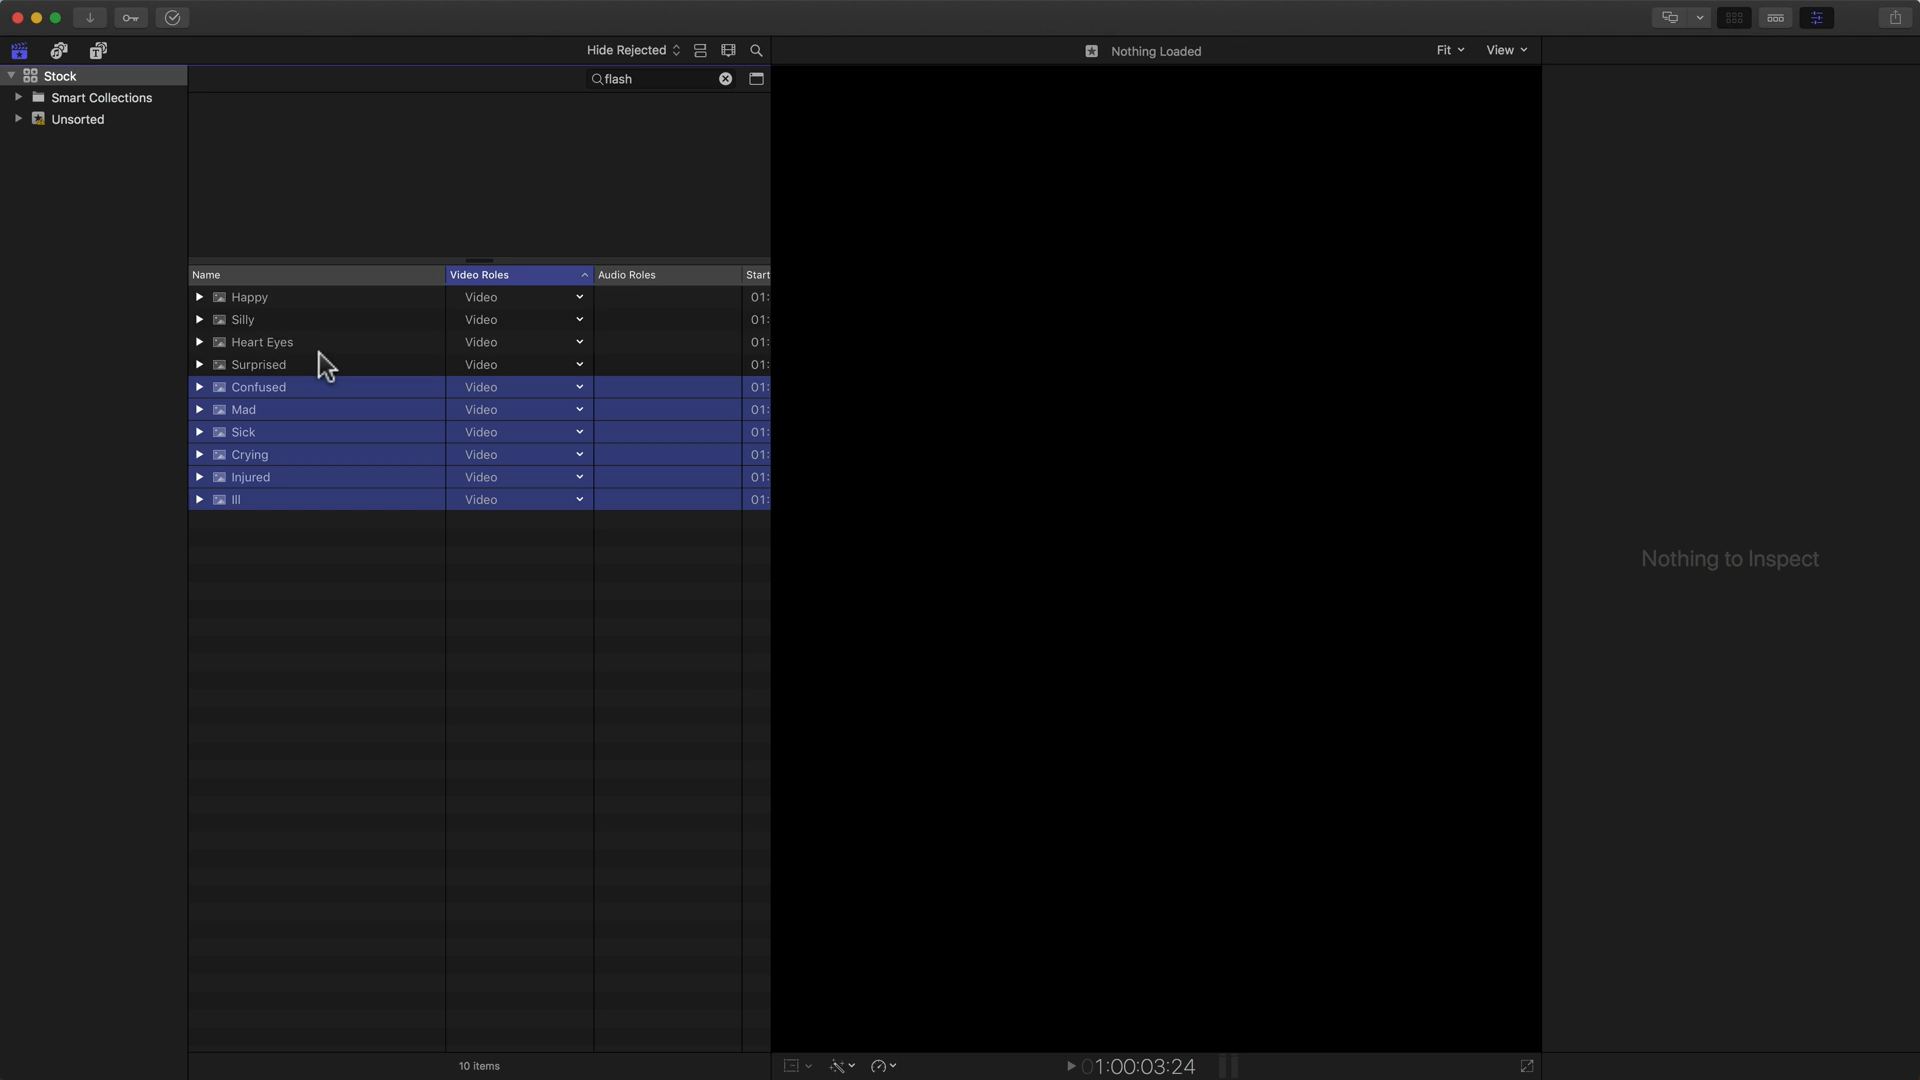 Hide Rejected
Nothing Loaded
Fit
View
Stock
flash
Smart Collections
Unsorted
Name
Video Roles
Audio Roles
Start
Happy
Video
01:
Silly
Video
01:
Heart Eyes
Video
01:
Surprised
Video
01:
Confused
Video
01:
Mad
Video
01:
Sick
Video
01:
Crying
Video
01:
Injured
Video
01:
Ill
Video
01:
Nothing to Inspect
10 items
01:00:03:24